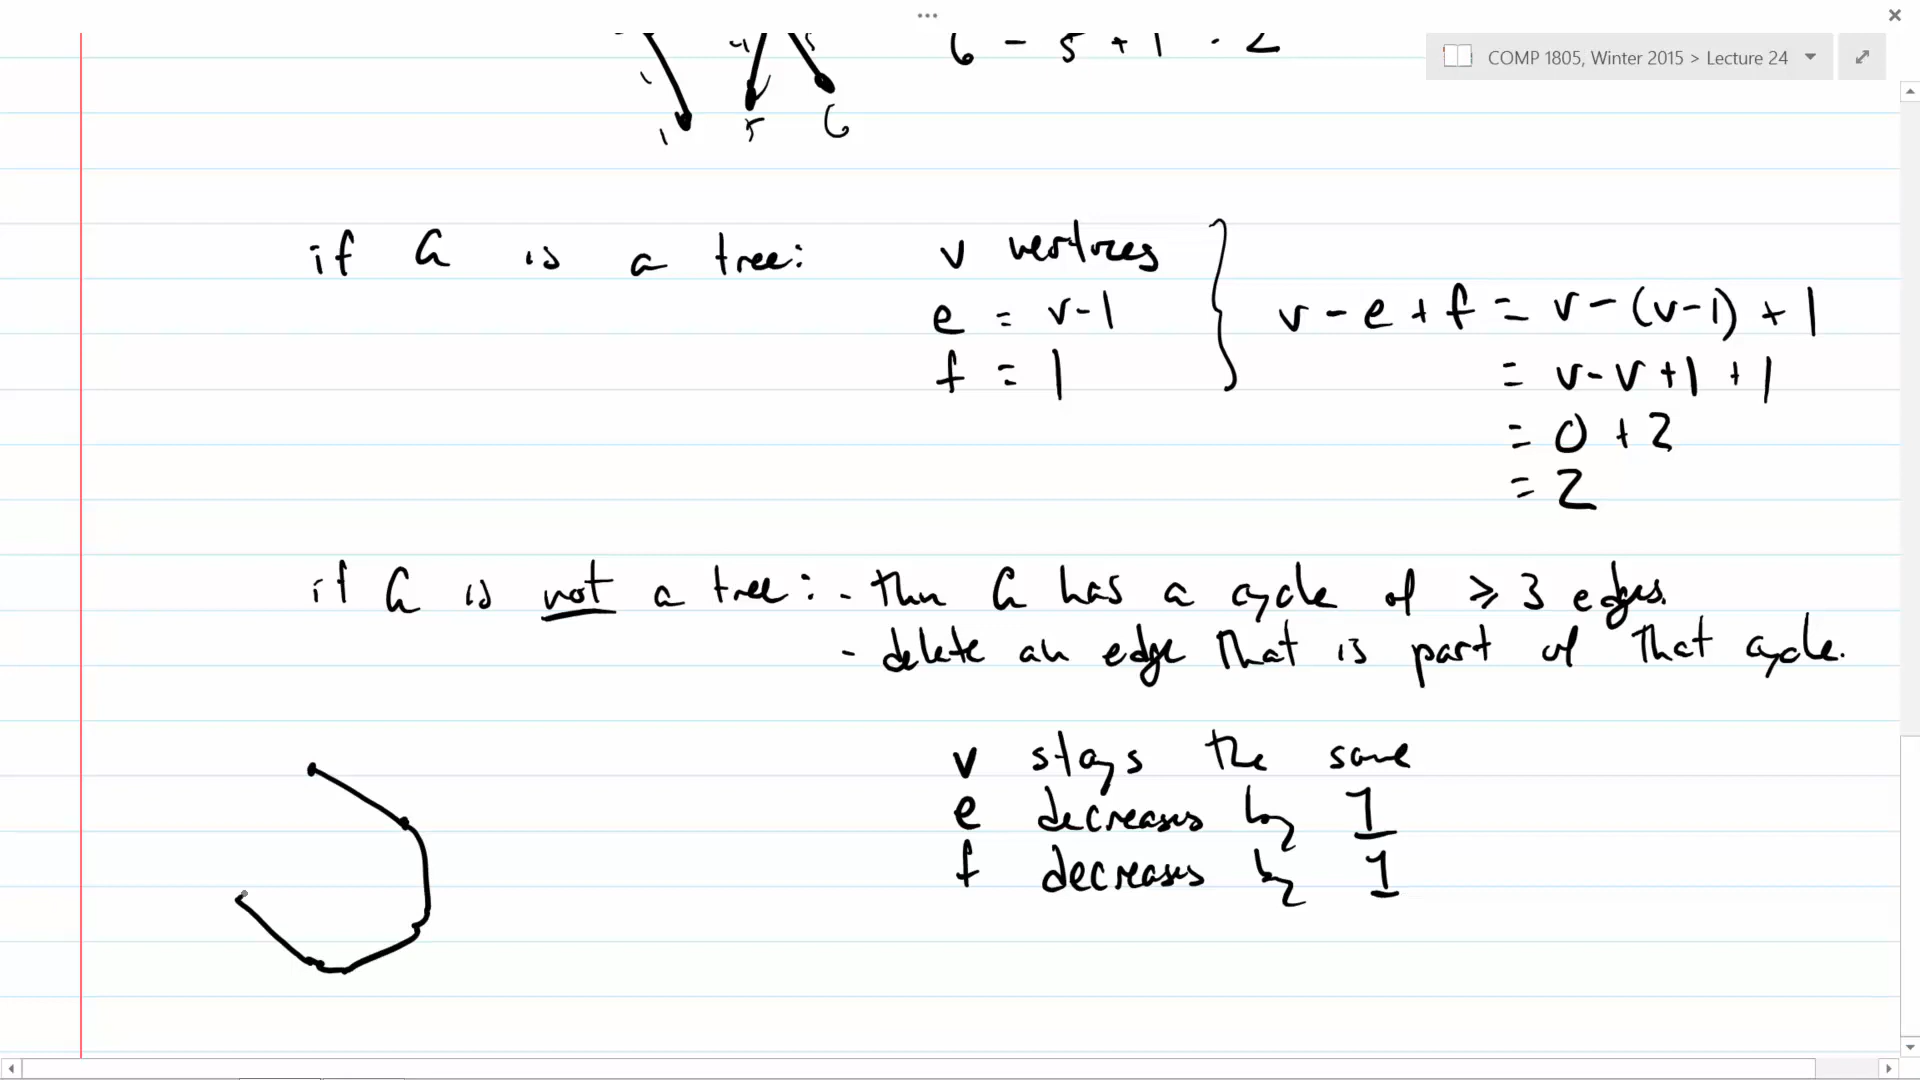 6 - 5 + 1 = 2
COMP 1805, Winter 2015 > Lecture 24
4
1 5 6
if G is a tree: v vertices
e = v-1
f = 1
v - e + f = v - (v-1) + 1
= v - v + 1 + 1
= 0 + 2
= 2
if G is not a tree: - then G has a cycle of ≥ 3 edges.
- delete an edge that is part of that cycle.
v stays the same
e decreases by 1
f decreases by 1